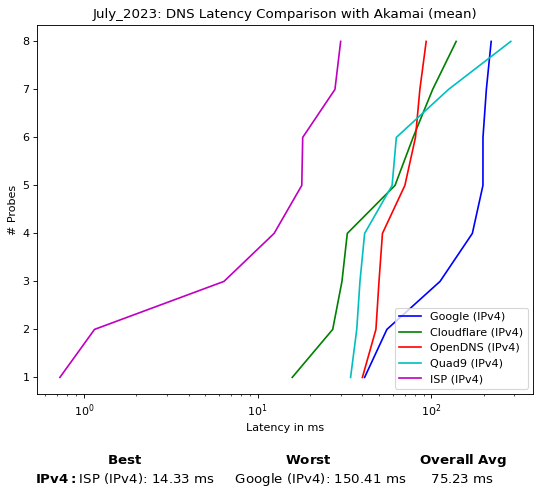 July_2023: DNS Latency Comparison with Akamai (mean)
8
7
6
5
4
3
2
1
# Probes
Google (IPv4)
Cloudflare (IPv4)
OpenDNS (IPv4)
Quad9 (IPv4)
ISP (IPv4)
10⁰ 10¹ 10²
Latency in ms
Best Worst Overall Avg
IPv4: ISP (IPv4): 14.33 ms Google (IPv4): 150.41 ms 75.23 ms